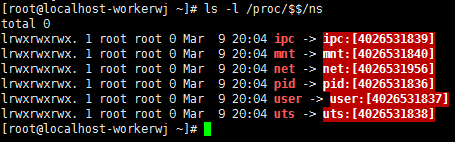 [root@localhost-workerwj ~]# ls -l /proc/$$/ns
total 0
lrwxrwxrwx. 1 root root 0 Mar  9 20:04 ipc -> ipc:[4026531839]
lrwxrwxrwx. 1 root root 0 Mar  9 20:04 mnt -> mnt:[4026531840]
lrwxrwxrwx. 1 root root 0 Mar  9 20:04 net -> net:[4026531956]
lrwxrwxrwx. 1 root root 0 Mar  9 20:04 pid -> pid:[4026531836]
lrwxrwxrwx. 1 root root 0 Mar  9 20:04 user -> user:[4026531837]
lrwxrwxrwx. 1 root root 0 Mar  9 20:04 uts -> uts:[4026531838]
[root@localhost-workerwj ~]#